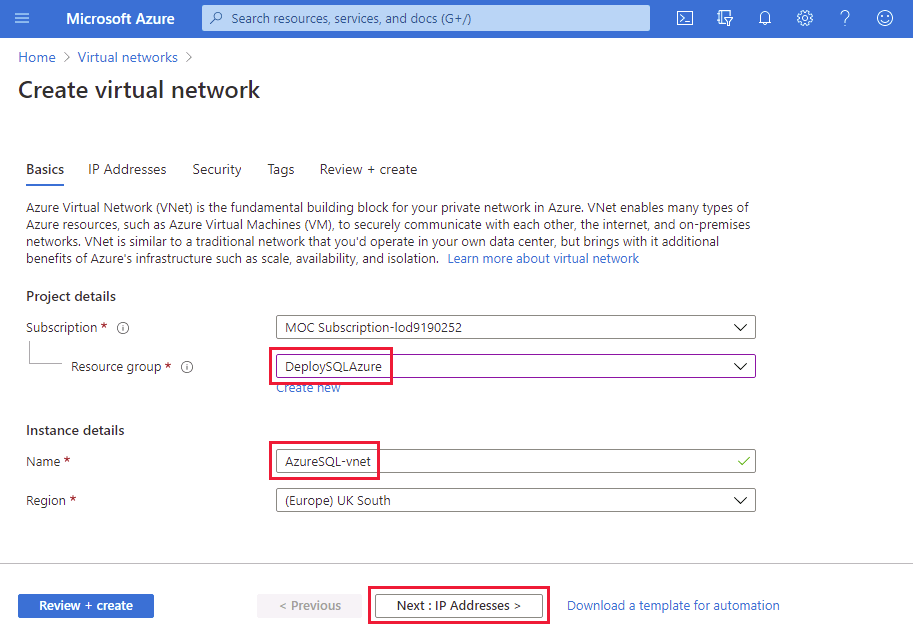 Microsoft Azure
Search resources, services, and docs (G+/)
Home > Virtual networks >
Create virtual network
Basics IP Addresses Security Tags Review + create
Azure Virtual Network (VNet) is the fundamental building block for your private network in Azure. VNet enables many types of
Azure resources, such as Azure Virtual Machines (VM), to securely communicate with each other, the internet, and on-premises
networks. VNet is similar to a traditional network that you'd operate in your own data center, but brings with it additional
benefits of Azure's infrastructure such as scale, availability, and isolation. Learn more about virtual network
Project details
Subscription * MOC Subscription-lod9190252
Resource group * DeploySQLAzure
Create new
Instance details
Name * AzureSQL-vnet
Region * (Europe) UK South
Review + create < Previous Next : IP Addresses > Download a template for automation